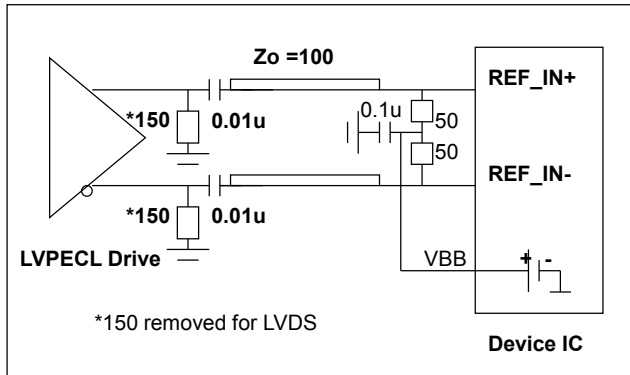 Zo =100
REF_IN+
*150
0.01u
0.1u
50
50
REF_IN-
*150
0.01u
LVPECL Drive
VBB
+ -
*150 removed for LVDS
Device IC